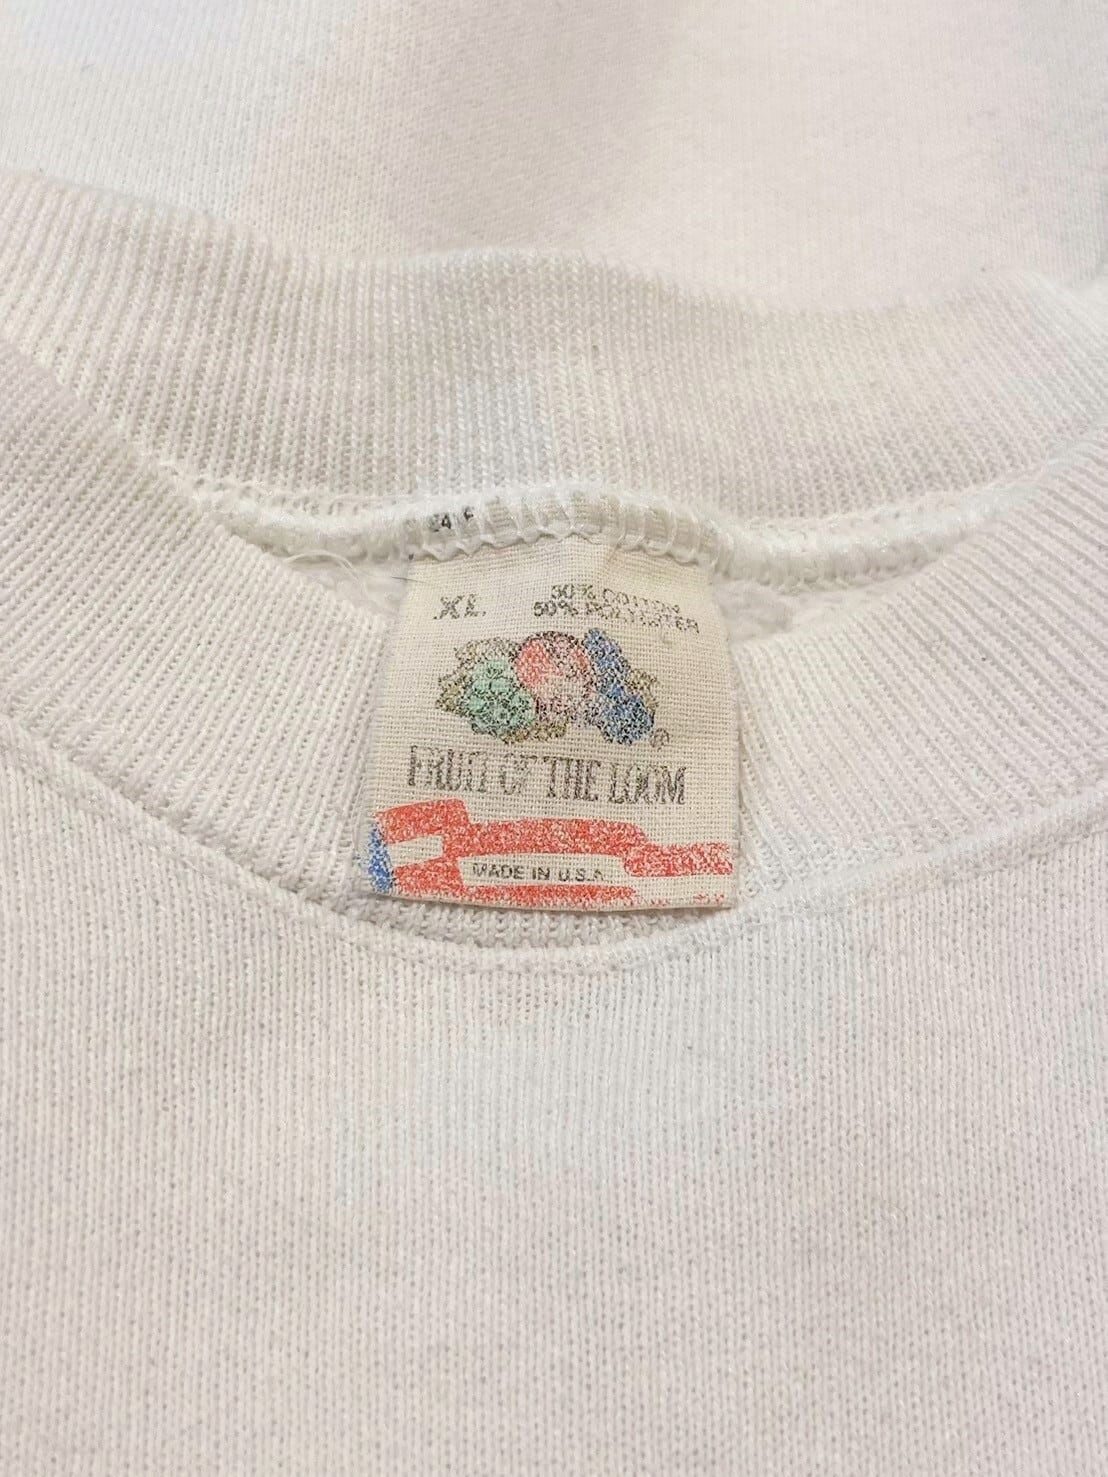 XL
50% COTTON
50% POLYESTER
®
FRUIT OF THE LOOM
MADE IN U.S.A.